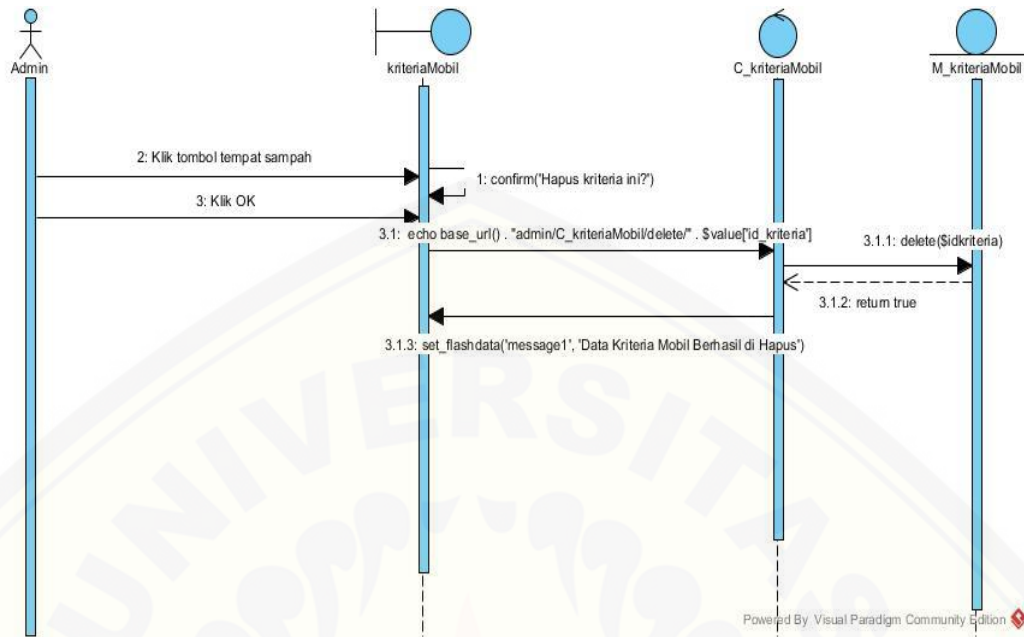 Admin
kriteriaMobil
C_kriteriaMobil
M_kriteriaMobil
2: Klik tombol tempat sampah
1: confirm('Hapus kriteria ini?')
3: Klik OK
3.1: echo base_url() . "admin/C_kriteriaMobil/delete/" . $value['id_kriteria']
3.1.1: delete($idkriteria)
3.1.2: return true
3.1.3: set_flashdata('message1', 'Data Kriteria Mobil Berhasil di Hapus')
UNIVERSITA
Powered By Visual Paradigm Community Edition